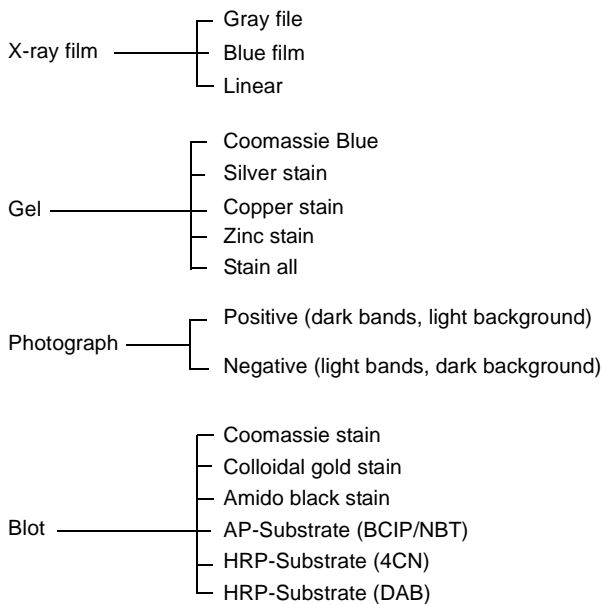 Gray file
X-ray film
Blue film
Linear
Coomassie Blue
Silver stain
Gel
Copper stain
Zinc stain
Stain all
Positive (dark bands, light background)
Photograph
Negative (light bands, dark background)
Coomassie stain
Colloidal gold stain
Amido black stain
Blot
AP-Substrate (BCIP/NBT)
HRP-Substrate (4CN)
HRP-Substrate (DAB)